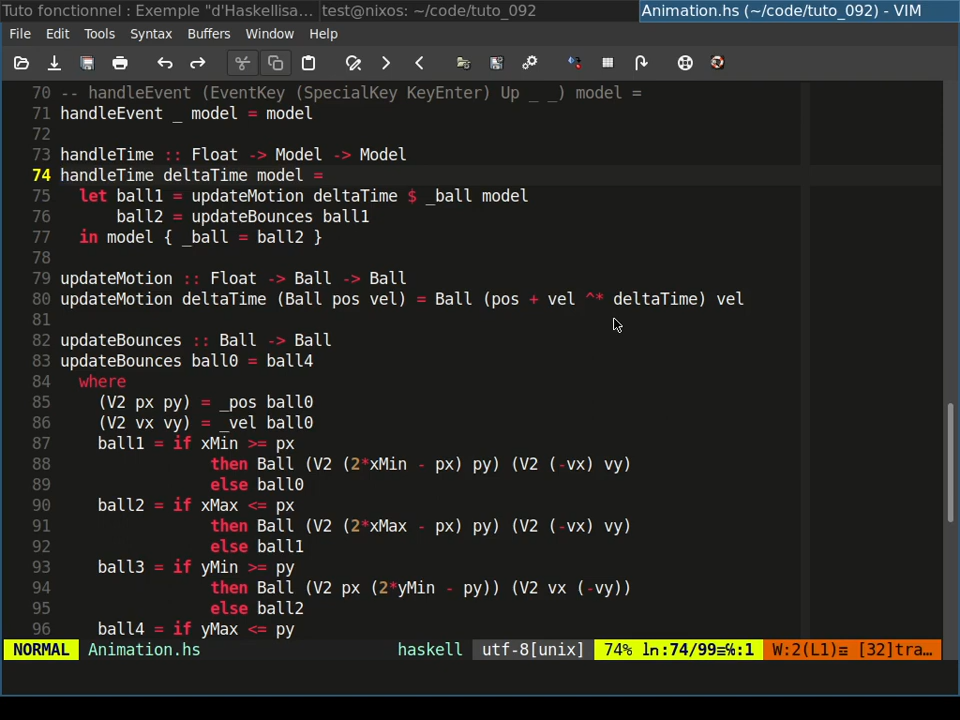 Tuto fonctionnel : Exemple "d'Haskellisa... test@nixos: ~/code/tuto_092 Animation.hs (~/code/tuto_092) - VIM
File Edit Tools Syntax Buffers Window Help
70 -- handleEvent (EventKey (SpecialKey KeyEnter) Up _ _) model =
71 handleEvent _ model = model
72
73 handleTime :: Float -> Model -> Model
74 handleTime deltaTime model =
75   let ball1 = updateMotion deltaTime $ _ball model
76       ball2 = updateBounces ball1
77   in model { _ball = ball2 }
78
79 updateMotion :: Float -> Ball -> Ball
80 updateMotion deltaTime (Ball pos vel) = Ball (pos + vel ^* deltaTime) vel
81
82 updateBounces :: Ball -> Ball
83 updateBounces ball0 = ball4
84   where
85     (V2 px py) = _pos ball0
86     (V2 vx vy) = _vel ball0
87     ball1 = if xMin >= px
88                 then Ball (V2 (2*xMin - px) py) (V2 (-vx) vy)
89                 else ball0
90     ball2 = if xMax <= px
91                 then Ball (V2 (2*xMax - px) py) (V2 (-vx) vy)
92                 else ball1
93     ball3 = if yMin >= py
94                 then Ball (V2 px (2*yMin - py)) (V2 vx (-vy))
95                 else ball2
96     ball4 = if yMax <= py
NORMAL Animation.hs haskell utf-8[unix] 74% ln:74/99≡℅:1 W:2(L1)☲ [32]tra…